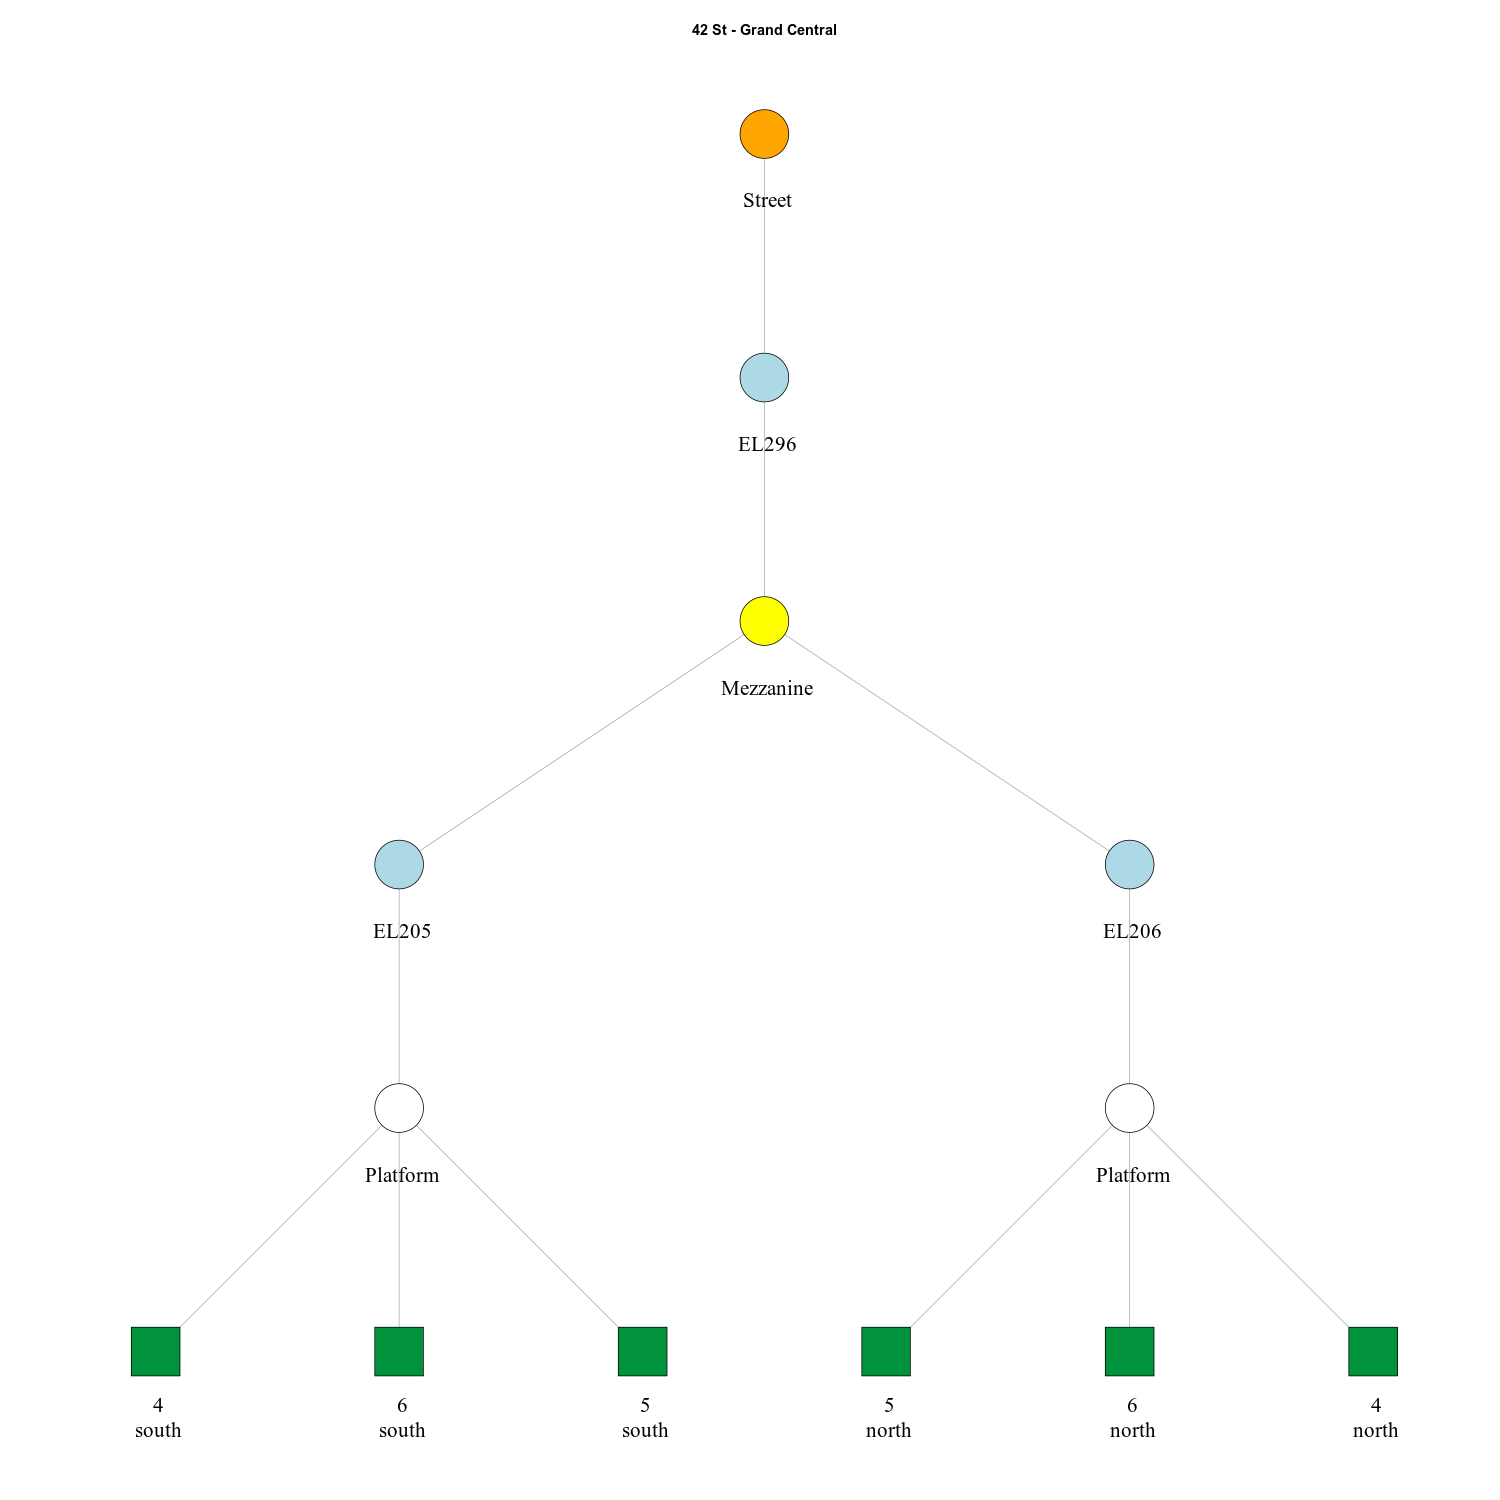 42 St - Grand Central
Street
EL296
Mezzanine
EL205
EL206
Platform
Platform
4
south
6
south
5
south
5
north
6
north
4
north